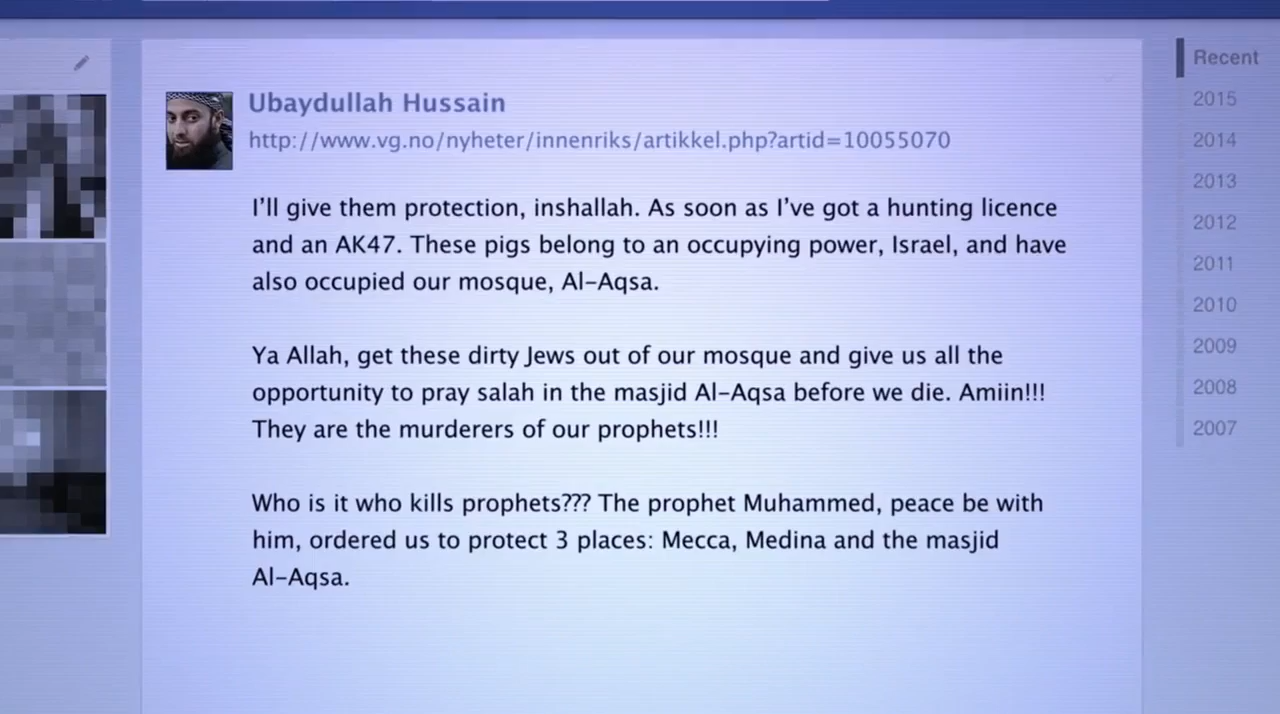 Recent
Ubaydullah Hussain
2015
http://www.vg.no/nyheter/innenriks/artikkel.php?artid=10055070
2014
2013
I’ll give them protection, inshallah. As soon as I’ve got a hunting licence
2012
and an AK47. These pigs belong to an occupying power, Israel, and have
2011
also occupied our mosque, Al-Aqsa.
2010
2009
Ya Allah, get these dirty Jews out of our mosque and give us all the
2008
opportunity to pray salah in the masjid Al-Aqsa before we die. Amiin!!!
2007
They are the murderers of our prophets!!!
Who is it who kills prophets??? The prophet Muhammed, peace be with
him, ordered us to protect 3 places: Mecca, Medina and the masjid
Al-Aqsa.